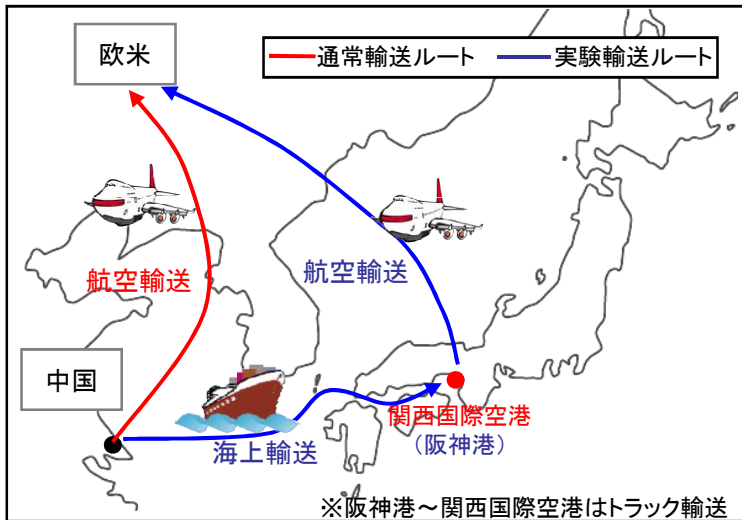 欧米
通常輸送ルート
実験輸送ルート
航空輸送
航空輸送
中国
海上輸送
関西国際空港
（阪神港）
※阪神港～関西国際空港はトラック輸送